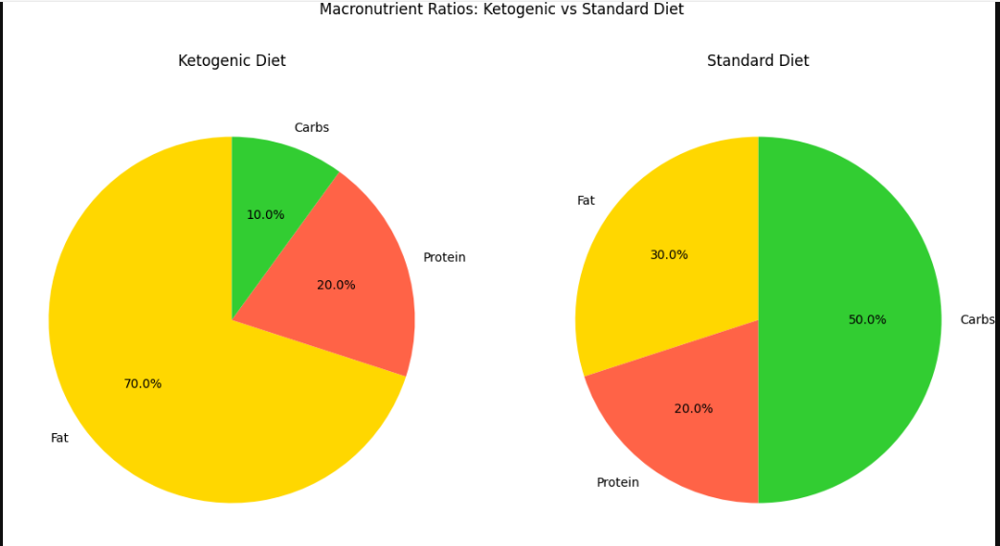 Macronutrient Ratios: Ketogenic vs Standard Diet
Ketogenic Diet
Carbs
10.0%
Protein
20.0%
70.0%
Fat
Standard Diet
Fat
30.0%
Carbs
50.0%
20.0%
Protein